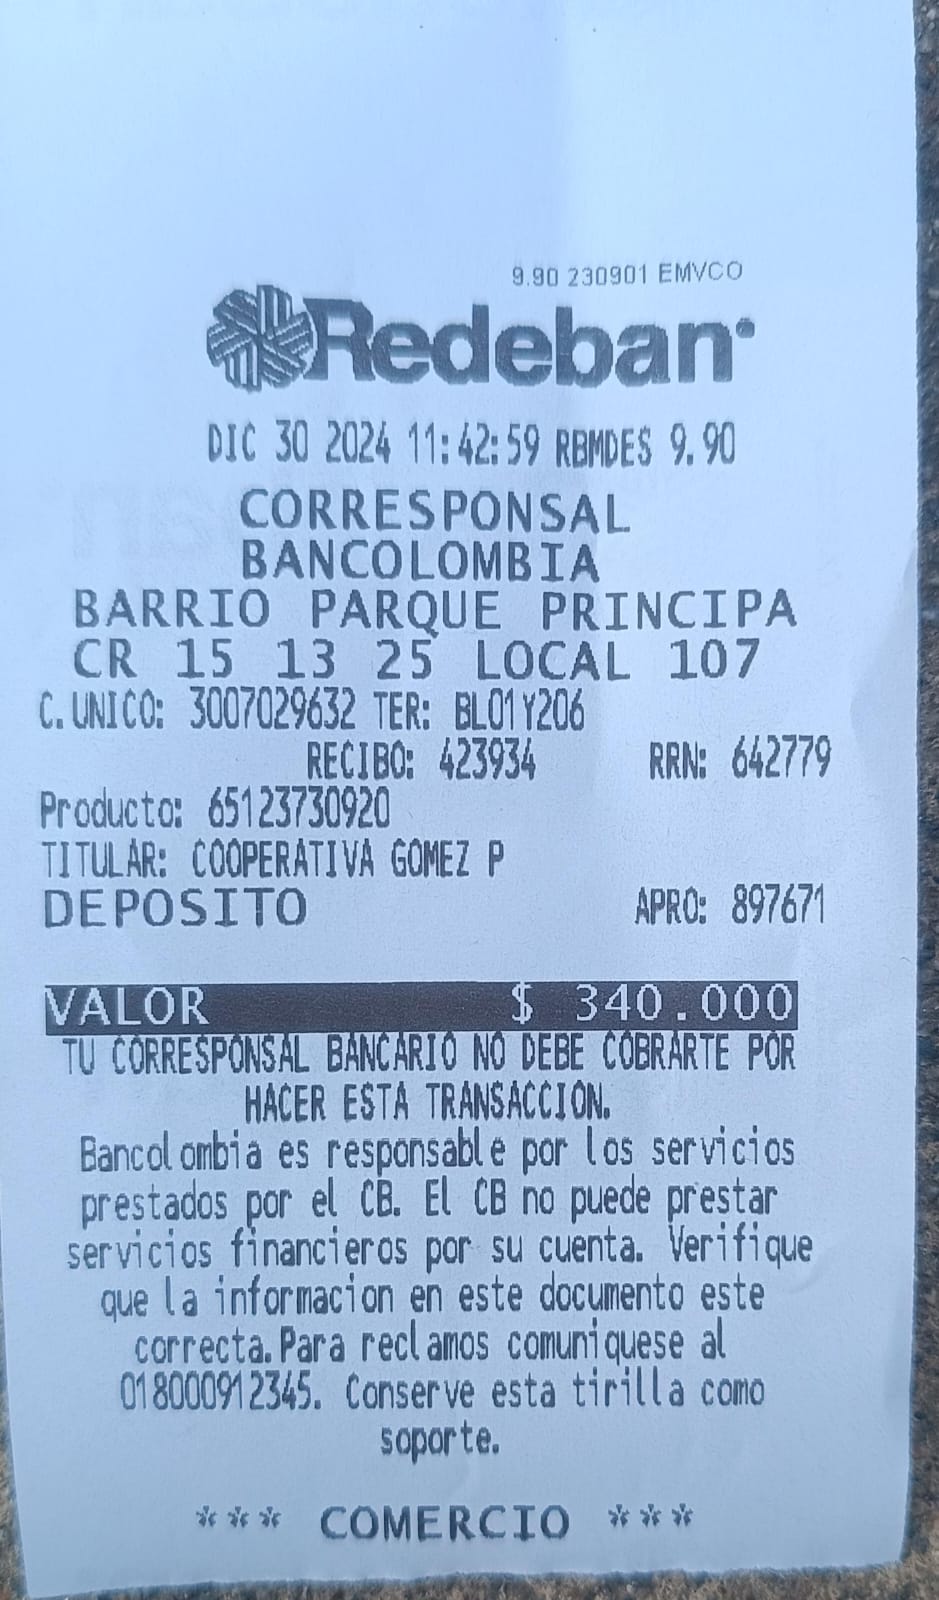 9.90 230901 EMVCO
Redeban
DIC 30 2024 11:42:59 RBMDES 9.90
CORRESPONSAL
BANCOLOMBIA
BARRIO PARQUE PRINCIPA
CR 15 13 25 LOCAL 107
C. UNICO: 3007029632 TER: BL01Y206
RECIBO: 423934 RRN: 642779
Producto: 65123730920
TITULAR: COOPERATIVA GOMEZ P
DEPOSITO APRO: 897671
VALOR $ 340.000
TU CORRESPONSAL BANCARIO NO DEBE COBRARTE POR
HACER ESTA TRANSACCION.
Bancolombia es responsable por los servicios
prestados por el CB. El CB no puede prestar
servicios financieros por su cuenta. Verifique
que la informacion en este documento este
correcta. Para reclamos comuniquese al
018000912345. Conserve esta tirilla como
soporte.
*** COMERCIO ***